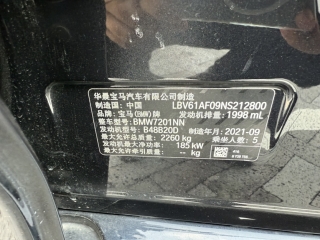 华晨宝马汽车有限公司制造
制造国：中国 LBV61AF09NS212800
品牌：宝马(BMW)牌 发动机排量：1998 mL
整车型号：BMW7201NN
发动机型号：B48B20D 制造年月：2021-09
最大允许总质量：2260 kg 乘坐人数：5
最大净功率：185 kW
-- kg